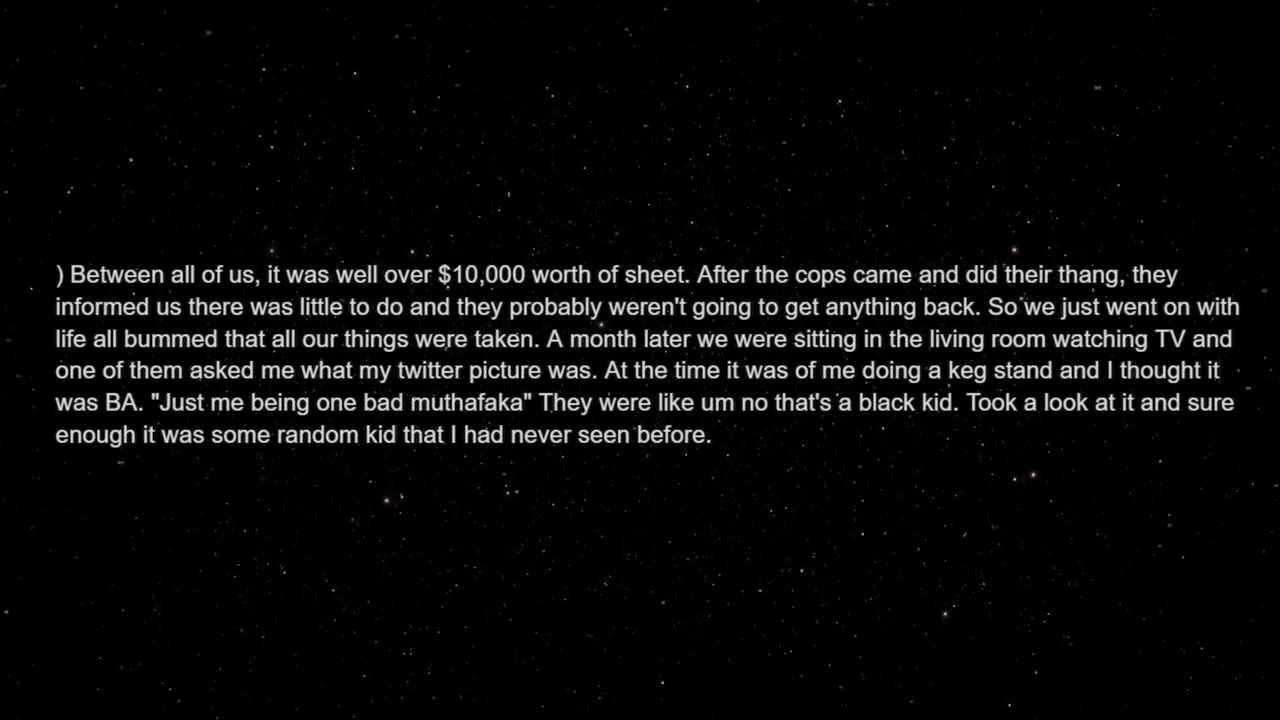 ) Between all of us, it was well over $10,000 worth of sheet. After the cops came and did their thang, they
informed us there was little to do and they probably weren't going to get anything back. So we just went on with
life all bummed that all our things were taken. A month later we were sitting in the living room watching TV and
one of them asked me what my twitter picture was. At the time it was of me doing a keg stand and I thought it
was BA. "Just me being one bad muthafaka" They were like um no that's a black kid. Took a look at it and sure
enough it was some random kid that I had never seen before.